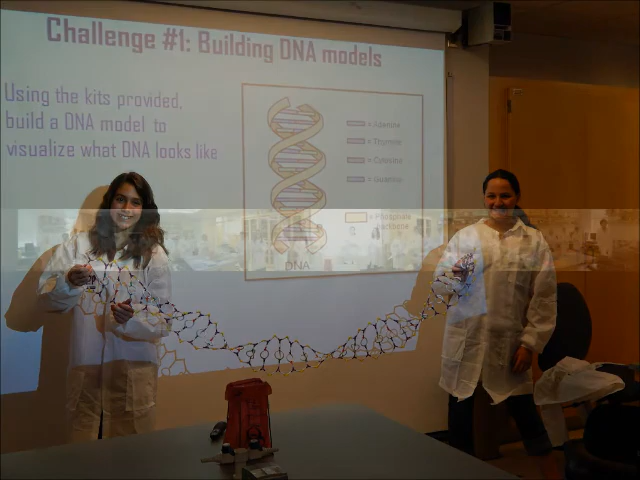 Challenge #1: Building DNA models
Using the kits provided,
build a DNA model to
visualize what DNA looks like
= Adenine
= Thymine
= Cytosine
= Guanine
= Phosphate
backbone
DNA